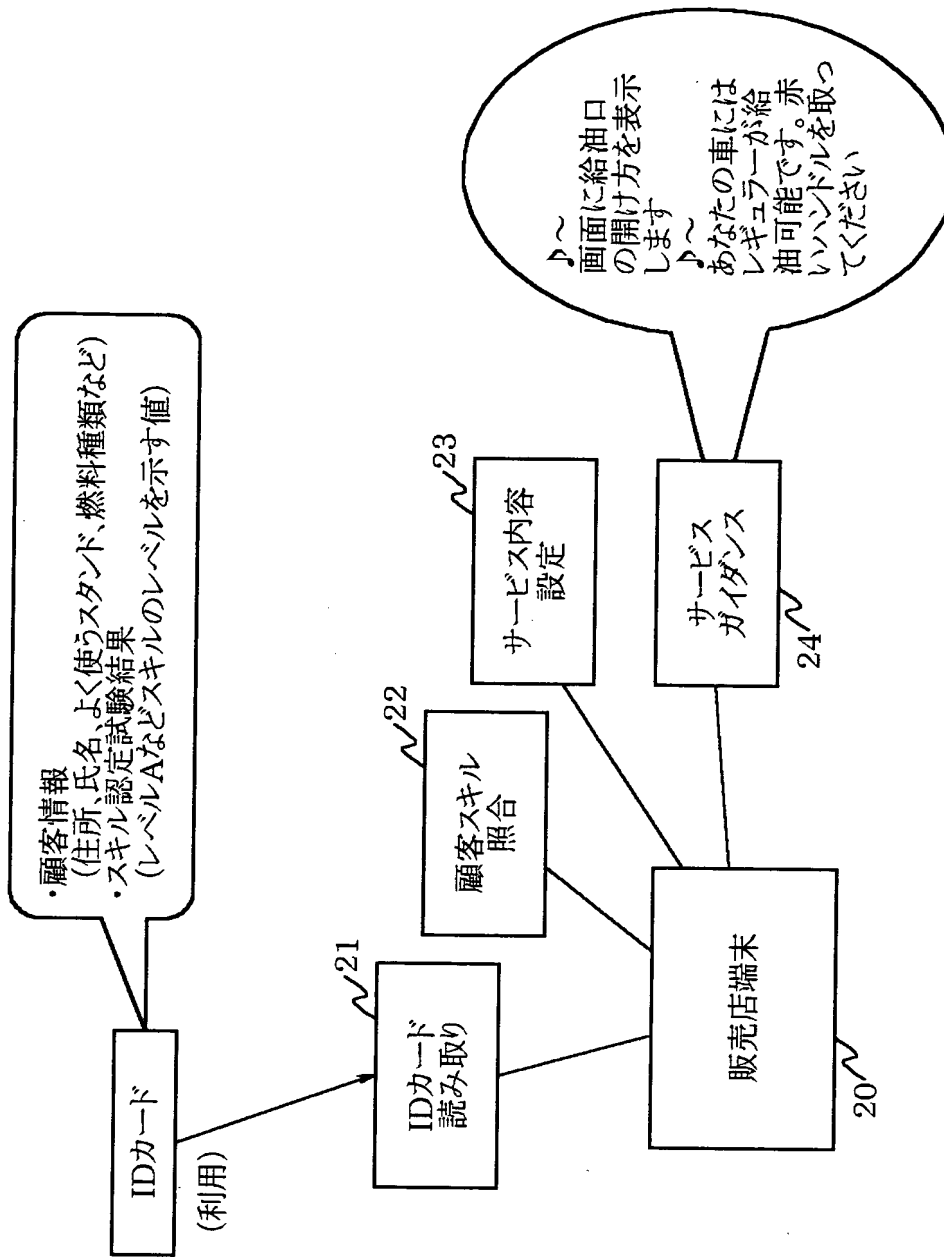 ・顧客情報
(住所、氏名、よく使うスタンド、燃料種類など)
・スキル認定試験結果
(レベルAなどスキルのレベルを示す値)
IDカード
(利用)
21
IDカード
読み取り
22
顧客スキル
照合
23
サービス内容
設定
販売店端末
20
サービス
ガイダンス
24
♪～
画面に給油口
の開け方を表示
します
♪～
あなたの車には
レギュラーが給
油可能です。赤
いハンドルを取っ
てください